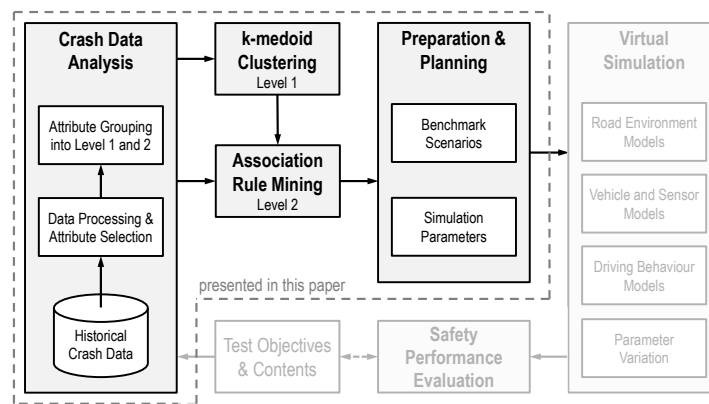 Crash Data
Analysis
Attribute Grouping
into Level 1 and 2
Data Processing &
Attribute Selection
Historical
Crash Data
k-medoid
Clustering
Level 1
Association
Rule Mining
Level 2
Preparation &
Planning
Benchmark
Scenarios
Simulation
Parameters
presented in this paper
Virtual
Simulation
Road Environment
Models
Vehicle and Sensor
Models
Driving Behaviour
Models
Parameter
Variation
Test Objectives
& Contents
Safety
Performance
Evaluation